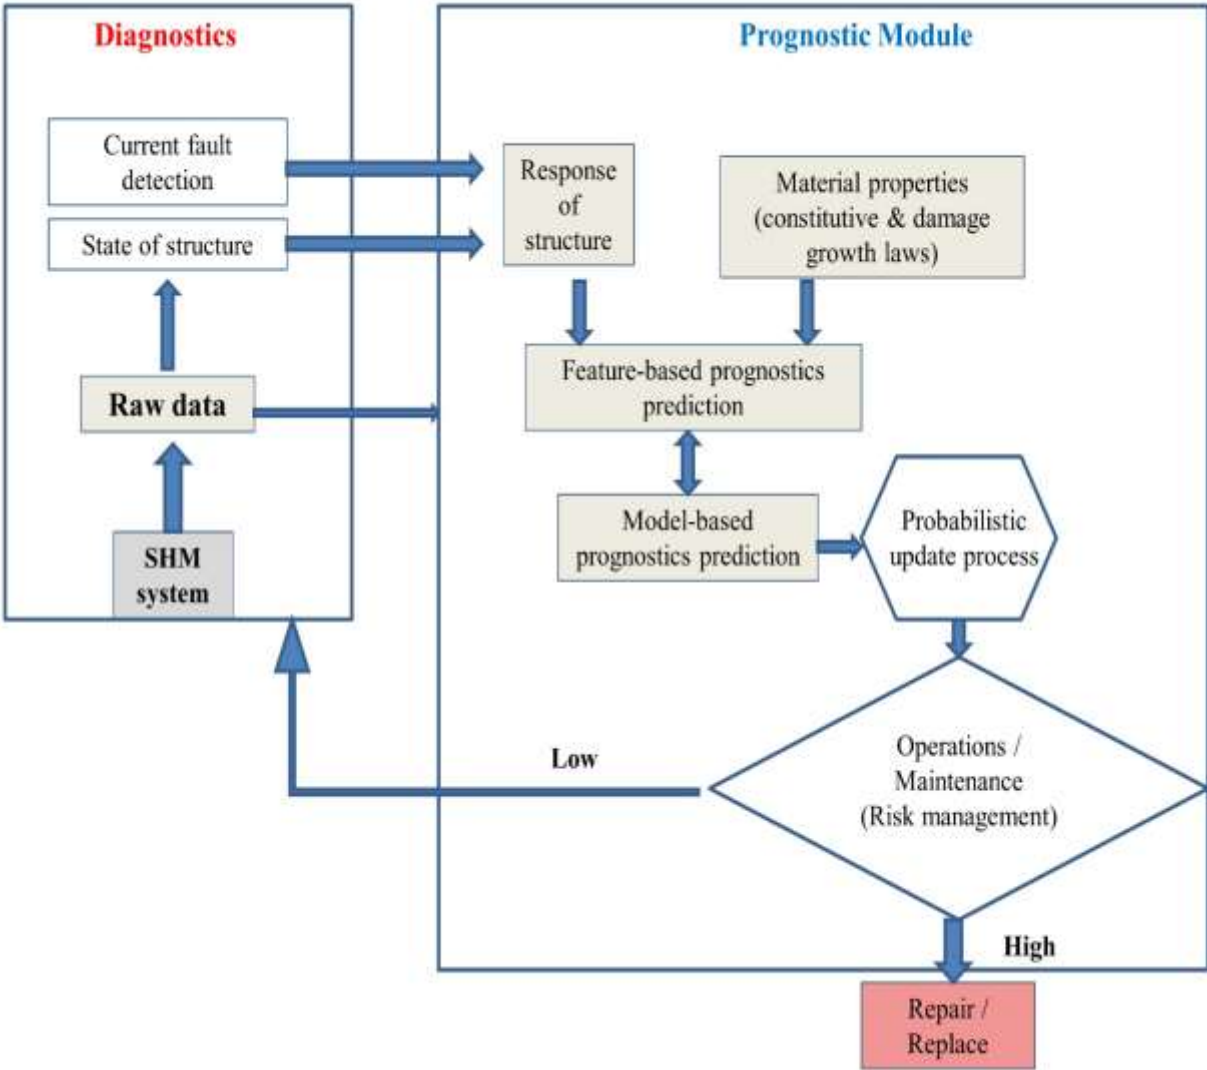 Diagnostics
Current fault
detection
State of structure
Raw data
SHM
system
Prognostic Module
Response
of
structure
Material properties
(constitutive & damage
growth laws)
Feature-based prognostics
prediction
Model-based
prognostics prediction
Probabilistic
update process
Operations /
Maintenance
(Risk management)
Low
High
Repair /
Replace